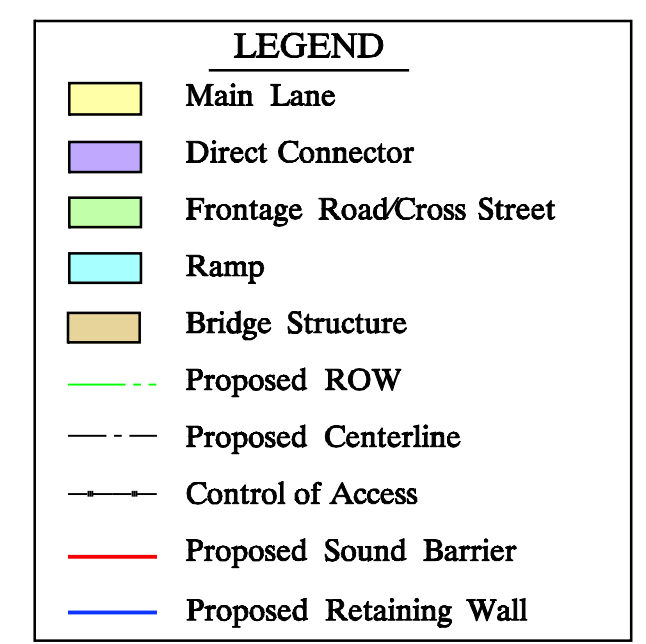 LEGEND
Main Lane
Direct Connector
Frontage Road/Cross Street
Ramp
Bridge Structure
Proposed ROW
Proposed Centerline
Control of Access
Proposed Sound Barrier
Proposed Retaining Wall